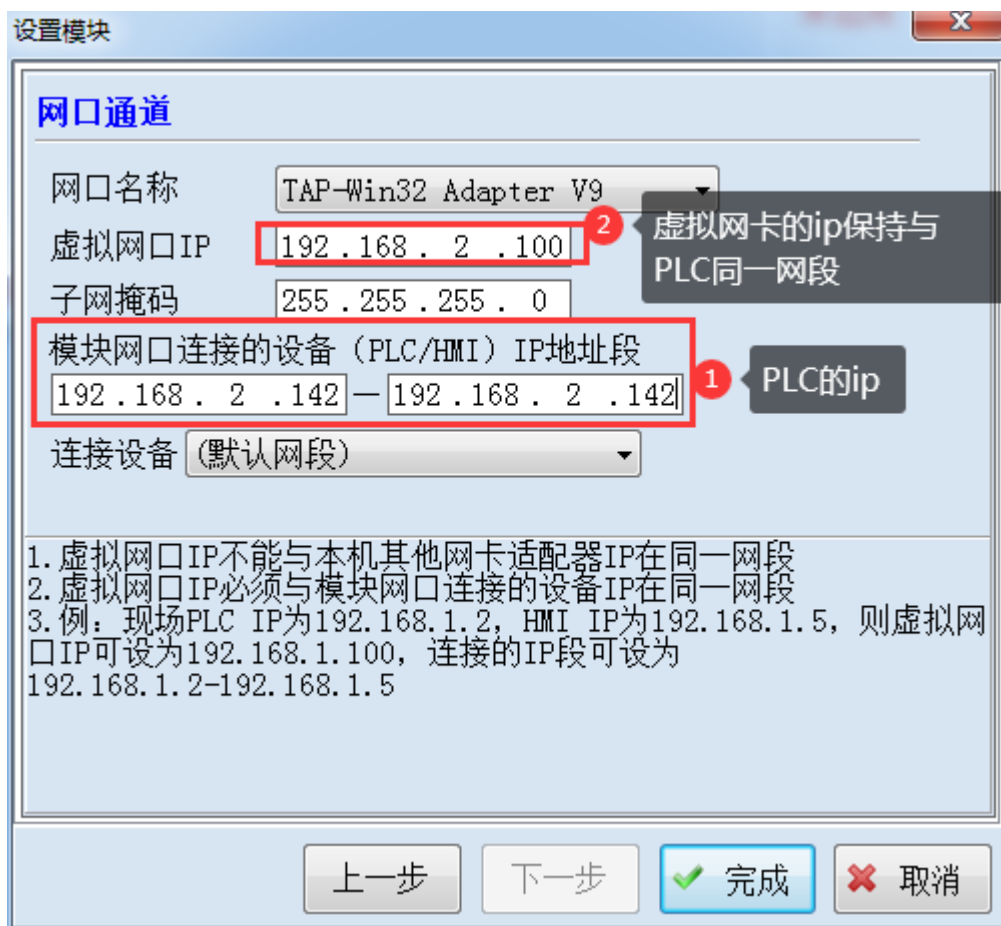 设置模块
网口通道
网口名称 TAP-Win32 Adapter V9
虚拟网口IP 192.168. 2 .100
2 虚拟网卡的ip保持与
PLC同一网段
子网掩码 255.255.255. 0
模块网口连接的设备（PLC/HMI）IP地址段
192.168. 2 .142—192.168. 2 .142
1 PLC的ip
连接设备 (默认网段)
1.虚拟网口IP不能与本机其他网卡适配器IP在同一网段
2.虚拟网口IP必须与模块网口连接的设备IP在同一网段
3.例：现场PLC IP为192.168.1.2，HMI IP为192.168.1.5，则虚拟网
口IP可设为192.168.1.100，连接的IP段可设为
192.168.1.2-192.168.1.5
上一步 下一步 完成 取消